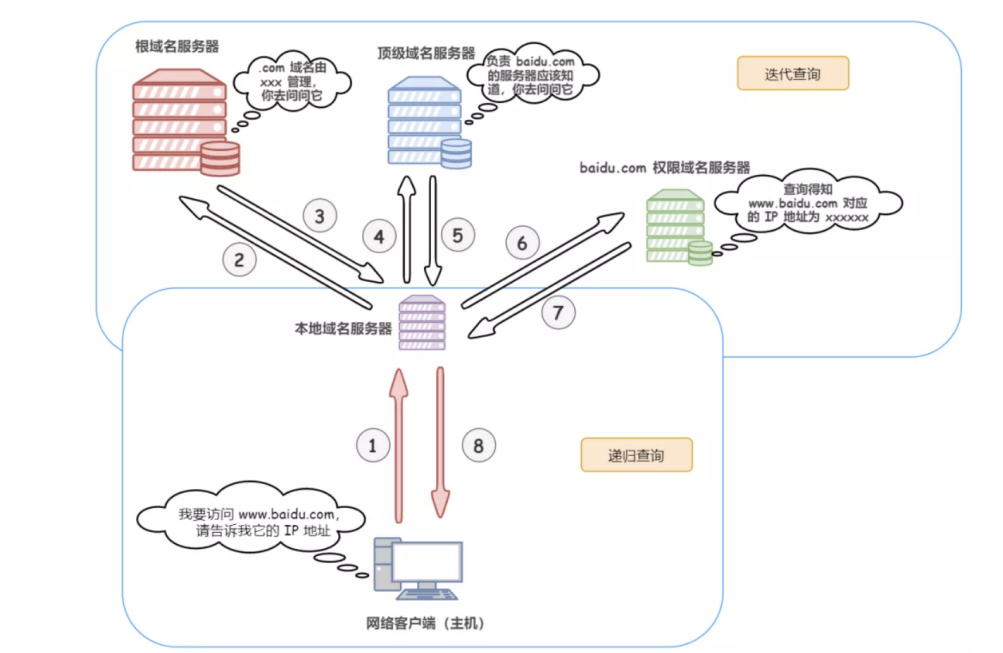 根域名服务器
.com 域名由
xxx 管理,
你去问问它
顶级域名服务器
负责 baidu.com
的服务器应该知
道,你去问问它
迭代查询
baidu.com 权限域名服务器
查询得知
www.baidu.com 对应
的 IP 地址为 xxxxxx
3
4
5
6
2
7
本地域名服务器
1
8
递归查询
我要访问 www.baidu.com,
请告诉我它的 IP 地址
网络客户端(主机)